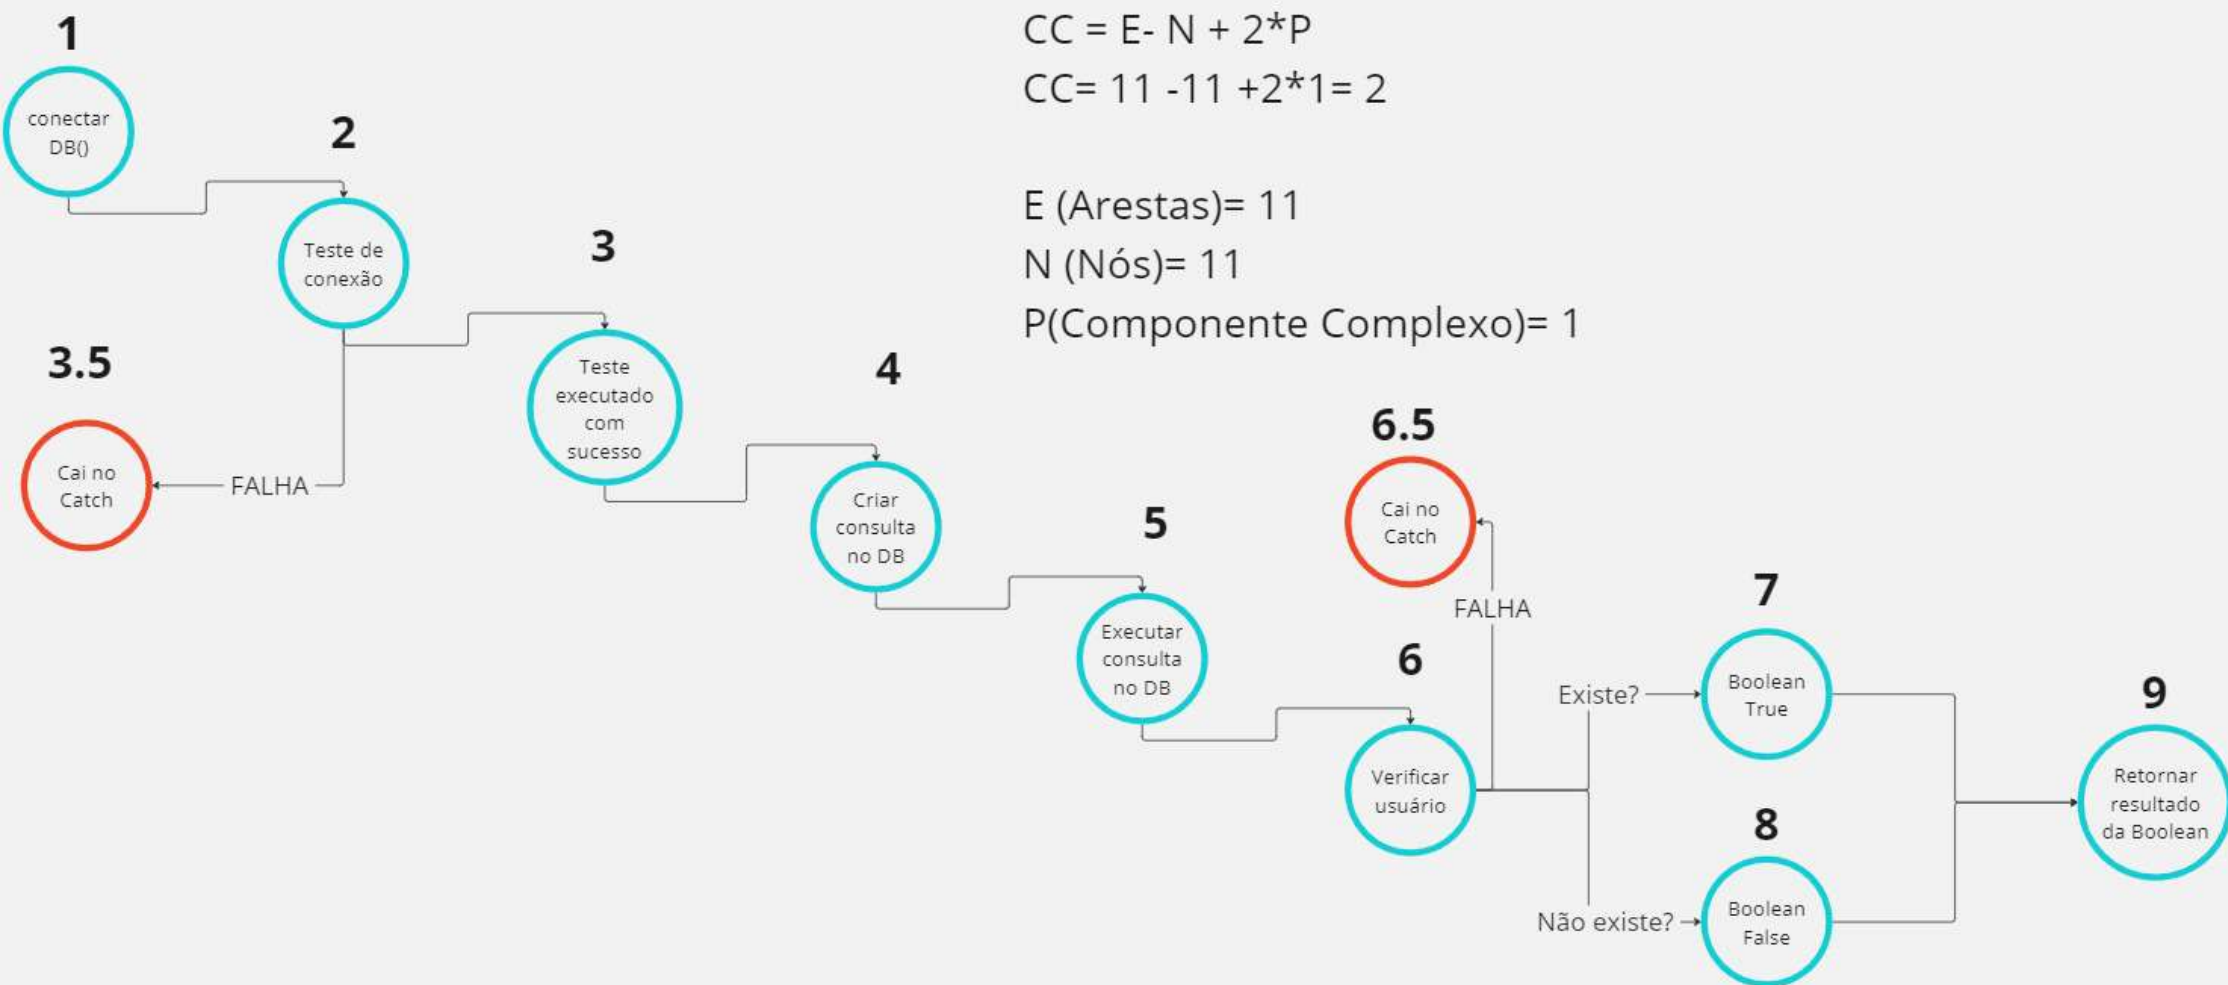 CC = E- N + 2*P
CC= 11 -11 +2*1= 2
E (Arestas)= 11
N (Nós)= 11
P(Componente Complexo)= 1
1
conectar
DB()
2
Teste de
conexão
3
Teste
executado
com
sucesso
3.5
Cai no
Catch
FALHA
4
Criar
consulta
no DB
5
Executar
consulta
no DB
6
Verificar
usuário
6.5
Cai no
Catch
FALHA
Existe?
7
Boolean
True
Não existe?
8
Boolean
False
9
Retornar
resultado
da Boolean